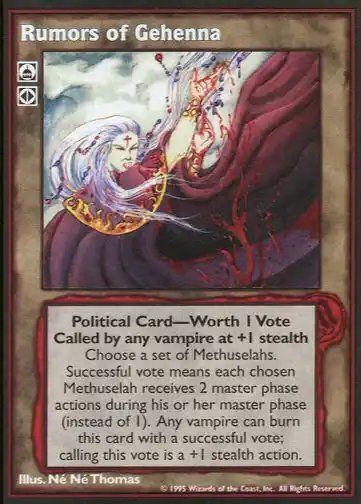 Rumors of Gehenna
Political Card—Worth 1 Vote
Called by any vampire at +1 stealth
Choose a set of Methuselahs.
Successful vote means each chosen
Methuselah receives 2 master phase
actions during his or her master phase
(instead of 1). Any vampire can burn
this card with a successful vote;
calling this vote is a +1 stealth action.
Illus. Né Né Thomas
© 1995 Wizards of the Coast, Inc. All Rights Reserved.